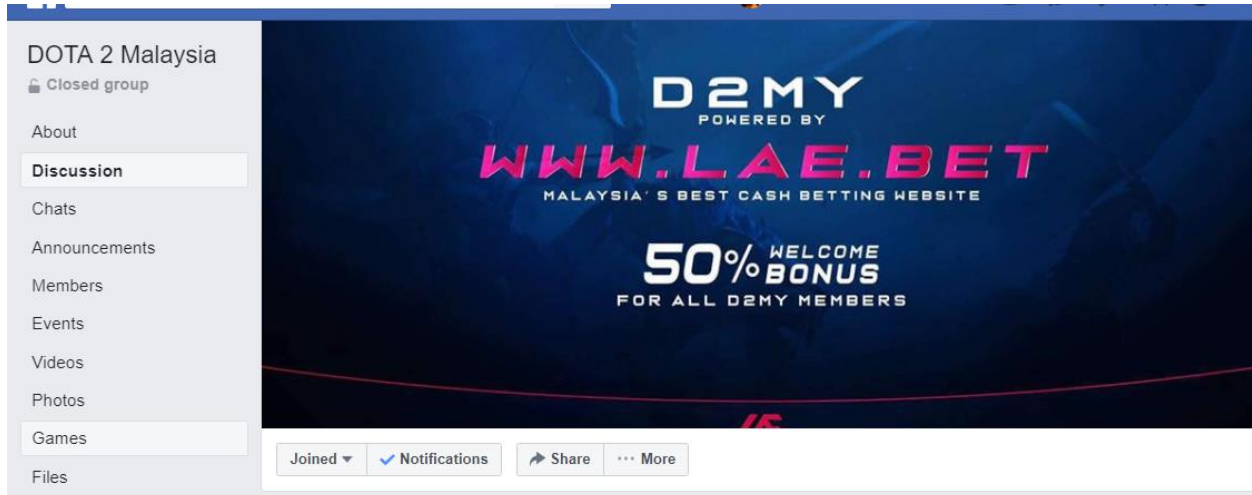 DOTA 2 Malaysia
Closed group
About
Discussion
Chats
Announcements
Members
Events
Videos
Photos
Games
Files
D2MY
POWERED BY
WWW.LAE.BET
MALAYSIA'S BEST CASH BETTING WEBSITE
50% WELCOME
BONUS
FOR ALL D2MY MEMBERS
Joined
Notifications
Share
More